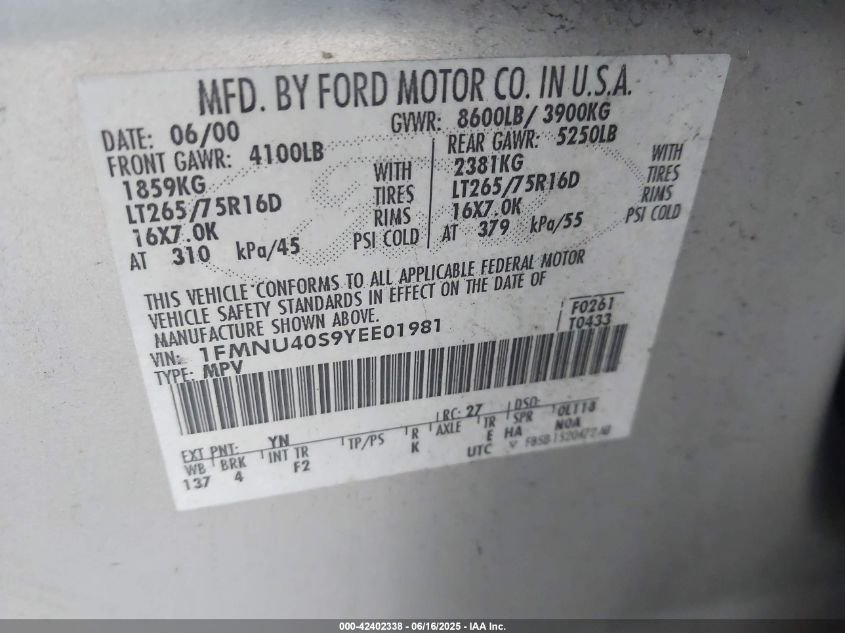 MFD. BY FORD MOTOR CO. IN U.S.A.
DATE: 06/00 GVWR: 8600LB/ 3900KG
FRONT GAWR: 4100LB REAR GAWR: 5250LB
1859KG WITH 2381KG WITH
LT265/75R16D TIRES LT265/75R16D TIRES
16X7.0K RIMS 16X7.0K RIMS
AT 310 kPa/45 PSI COLD AT 379 kPa/55 PSI COLD
THIS VEHICLE CONFORMS TO ALL APPLICABLE FEDERAL MOTOR
VEHICLE SAFETY STANDARDS IN EFFECT ON THE DATE OF
MANUFACTURE SHOWN ABOVE. F0261
VIN: 1FMNU40S9YEE01981 T0433
TYPE: MPV
EXT PNT: YN RC: 27 DSO: 0LT18
WB BRK INT TR TP/PS R AXLE TR SPR N0A
137 4 F2 K E HA
UTC
000-42402338 - 06/16/2025 - IAA Inc.